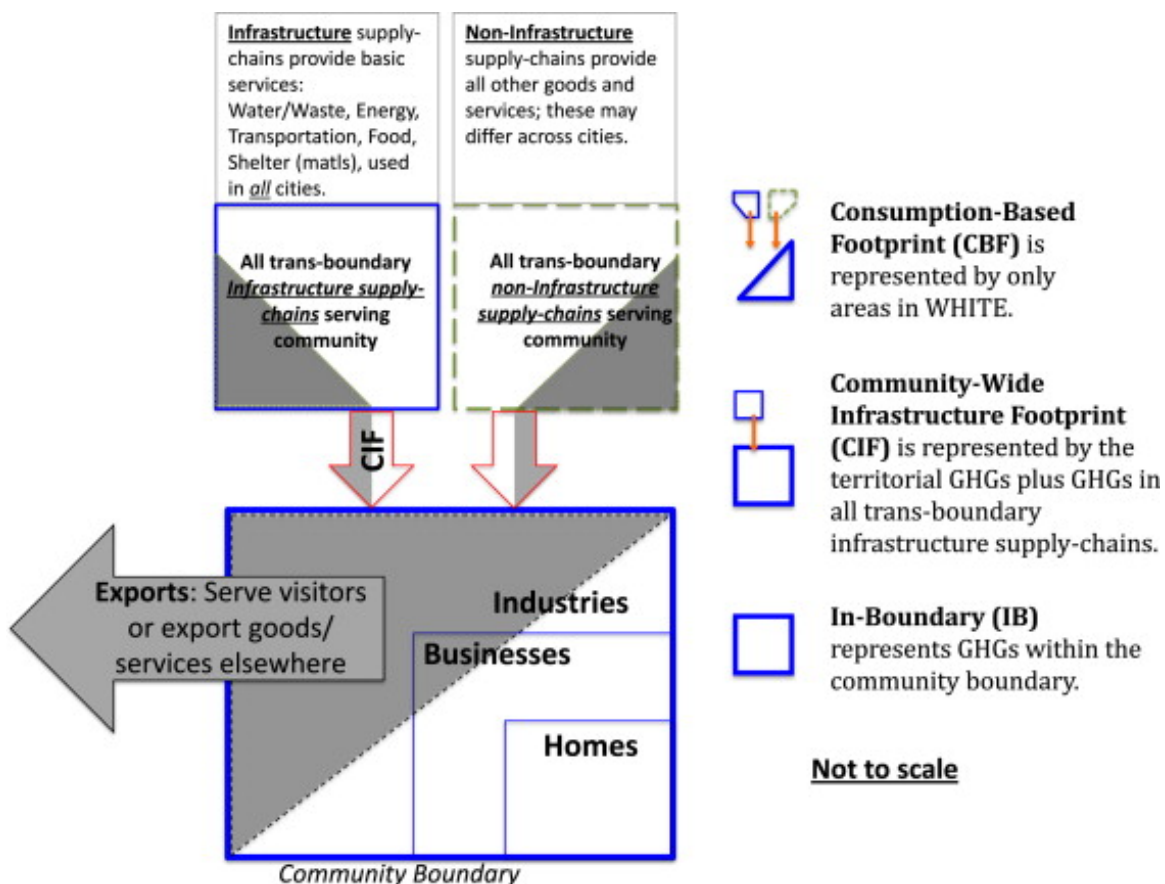 Infrastructure supply-
chains provide basic
services:
Water/Waste, Energy,
Transportation, Food,
Shelter (matls), used
in all cities.
Non-Infrastructure
supply-chains provide
all other goods and
services; these may
differ across cities.
All trans-boundary
Infrastructure supply-
chains serving
community
All trans-boundary
non-Infrastructure
supply-chains serving
community
CIF
Exports: Serve visitors
or export goods/
services elsewhere
Industries
Businesses
Homes
Community Boundary
Consumption-Based
Footprint (CBF) is
represented by only
areas in WHITE.
Community-Wide
Infrastructure Footprint
(CIF) is represented by the
territorial GHGs plus GHGs in
all trans-boundary
infrastructure supply-chains.
In-Boundary (IB)
represents GHGs within the
community boundary.
Not to scale